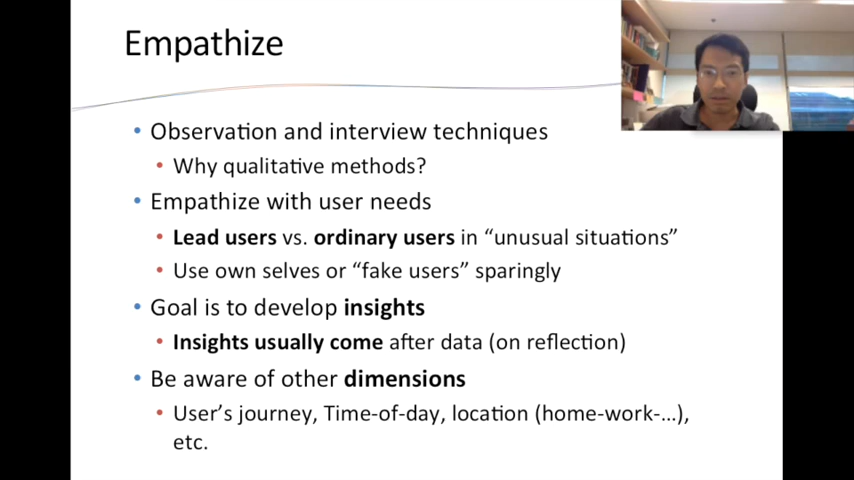 Empathize
• Observation and interview techniques
• Why qualitative methods?
• Empathize with user needs
• Lead users vs. ordinary users in “unusual situations”
• Use own selves or “fake users” sparingly
• Goal is to develop insights
• Insights usually come after data (on reflection)
• Be aware of other dimensions
• User’s journey, Time-of-day, location (home-work-…),
etc.